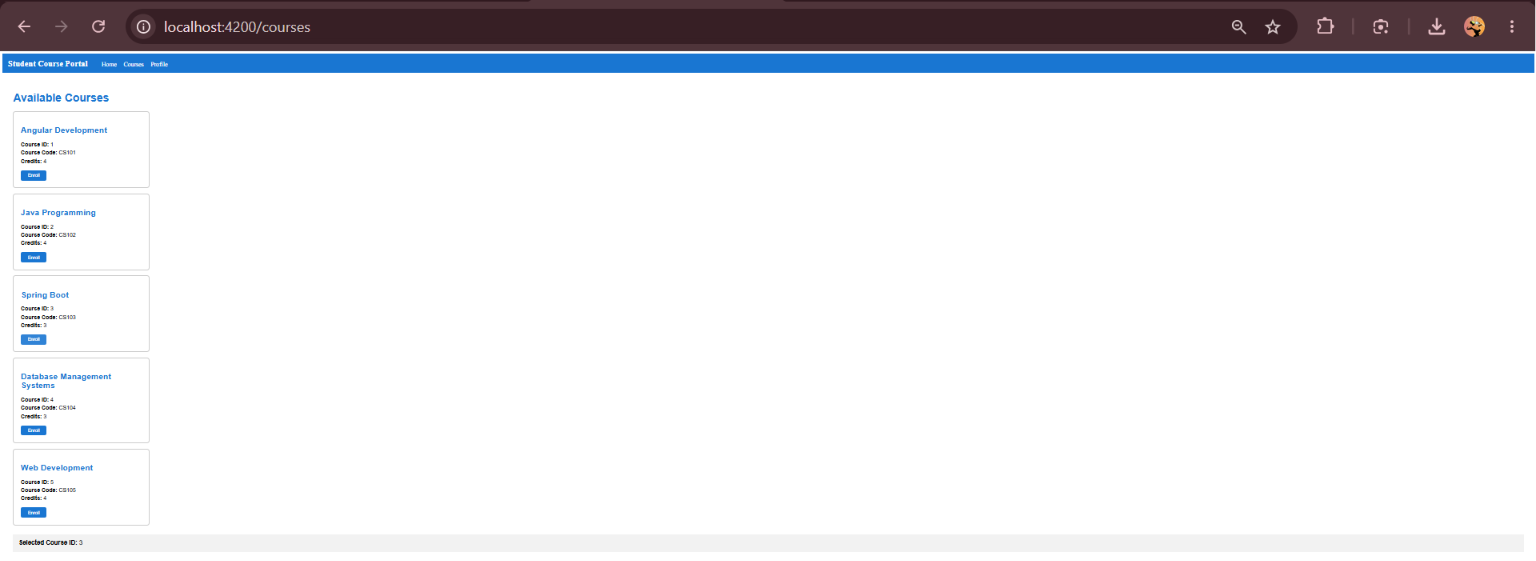 localhost:4200/courses
Student Course Portal Home Courses Profile
Available Courses
Angular Development
Course ID: 1
Course Code: CS101
Credits: 4
Enroll
Java Programming
Course ID: 2
Course Code: CS102
Credits: 4
Enroll
Spring Boot
Course ID: 3
Course Code: CS103
Credits: 3
Enroll
Database Management
Systems
Course ID: 4
Course Code: CS104
Credits: 3
Enroll
Web Development
Course ID: 5
Course Code: CS105
Credits: 4
Enroll
Selected Course ID: 3